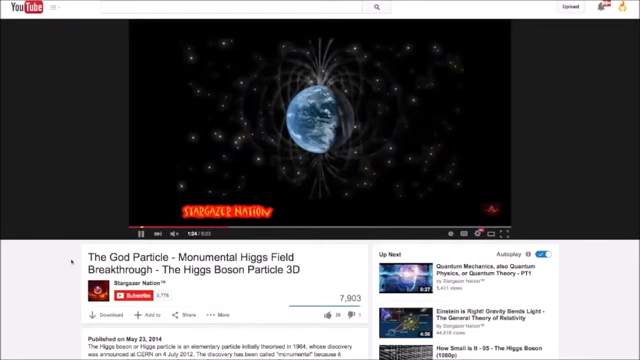 YouTube
Upload
STARGAZER NATION
1:24
The God Particle - Monumental Higgs Field
Breakthrough - The Higgs Boson Particle 3D
Stargazer Nation™
Subscribe
7,903
Download
Add to
Share
More
Published on May 23, 2014
The Higgs boson or Higgs particle is an elementary particle initially theorised in 1964, whose discovery
was announced at CERN on 4 July 2012. The discovery has been called "monumental" because it
Up Next
Autoplay
Quantum Mechanics, also Quantum
Physics, or Quantum Theory - PT1
by Stargazer Nation™
Einstein is Right! Gravity Bends Light -
The General Theory of Relativity
by Stargazer Nation™
How Small Is It - 05 - The Higgs Boson
(1080p)